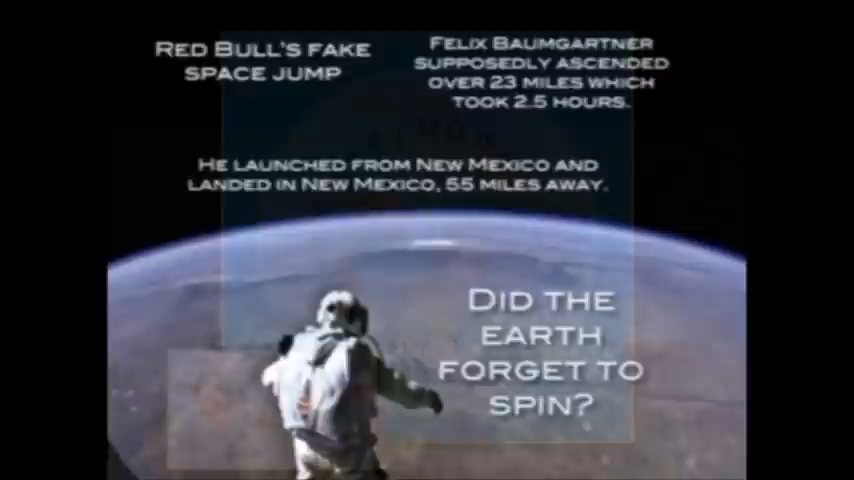 RED BULL'S FAKE
SPACE JUMP
FELIX BAUMGARTNER
SUPPOSEDLY ASCENDED
OVER 23 MILES WHICH
TOOK 2.5 HOURS.
HE LAUNCHED FROM NEW MEXICO AND
LANDED IN NEW MEXICO, 55 MILES AWAY.
DID THE
EARTH
FORGET TO
SPIN?